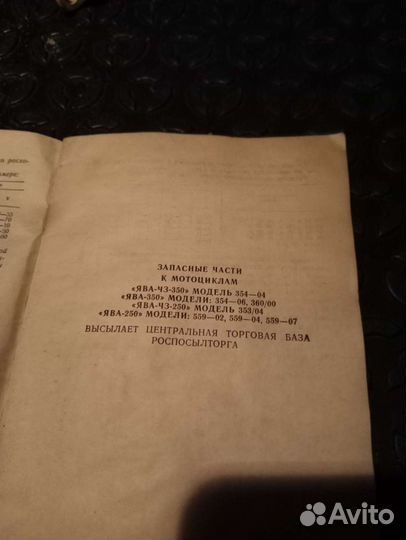 ЗАПАСНЫЕ ЧАСТИ
К МОТОЦИКЛАМ
«ЯВА-ЧЗ-350» МОДЕЛЬ 354—04
«ЯВА-350» МОДЕЛИ: 354—06, 360/00
«ЯВА-ЧЗ-250» МОДЕЛЬ 353/04
«ЯВА-250» МОДЕЛИ: 559—02, 559—04, 559—07
ВЫСЫЛАЕТ ЦЕНТРАЛЬНАЯ ТОРГОВАЯ БАЗА
РОСПОСЫЛТОРГА
Avito